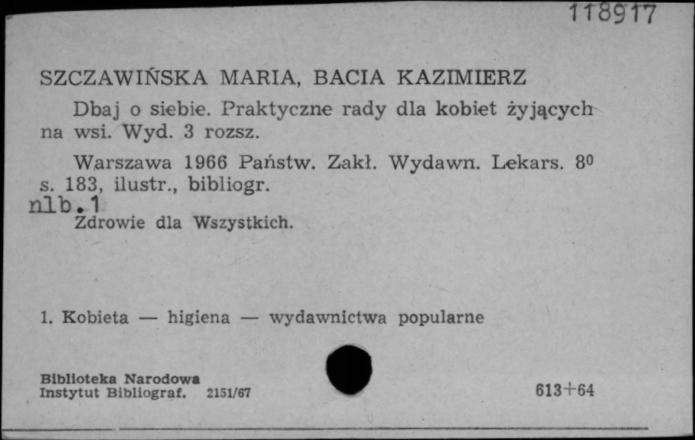 118917
SZCZAWIŃSKA MARIA, BACIA KAZIMIERZ
Dbaj o siebie. Praktyczne rady dla kobiet żyjących
na wsi. Wyd. 3 rozsz.
Warszawa 1966 Państw. Zakł. Wydawn. Lekars. 8⁰
s. 183, ilustr., bibliogr.
nlb.1
Zdrowie dla Wszystkich.
1. Kobieta — higiena — wydawnictwa popularne
Biblioteka Narodowa
Instytut Bibliograf. 2151/67
613+64